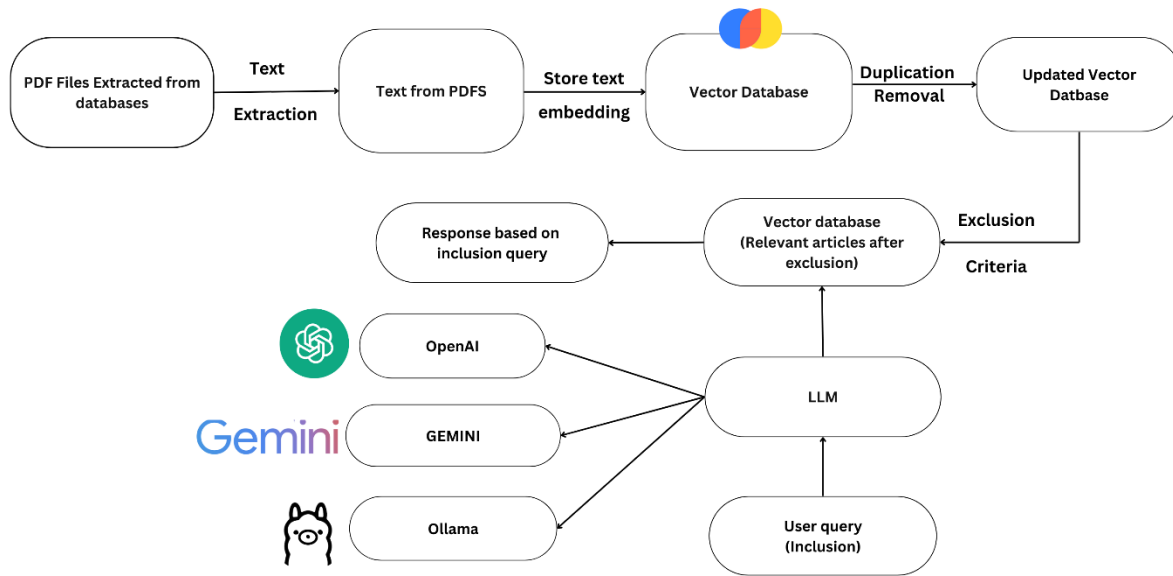 PDF Files Extracted from
databases
Text
Extraction
Text from PDFS
Store text
embedding
Vector Database
Duplication
Removal
Updated Vector
Datbase
Response based on
inclusion query
Vector database
(Relevant articles after
exclusion)
Exclusion
Criteria
OpenAI
Gemini
GEMINI
LLM
Ollama
User query
(Inclusion)